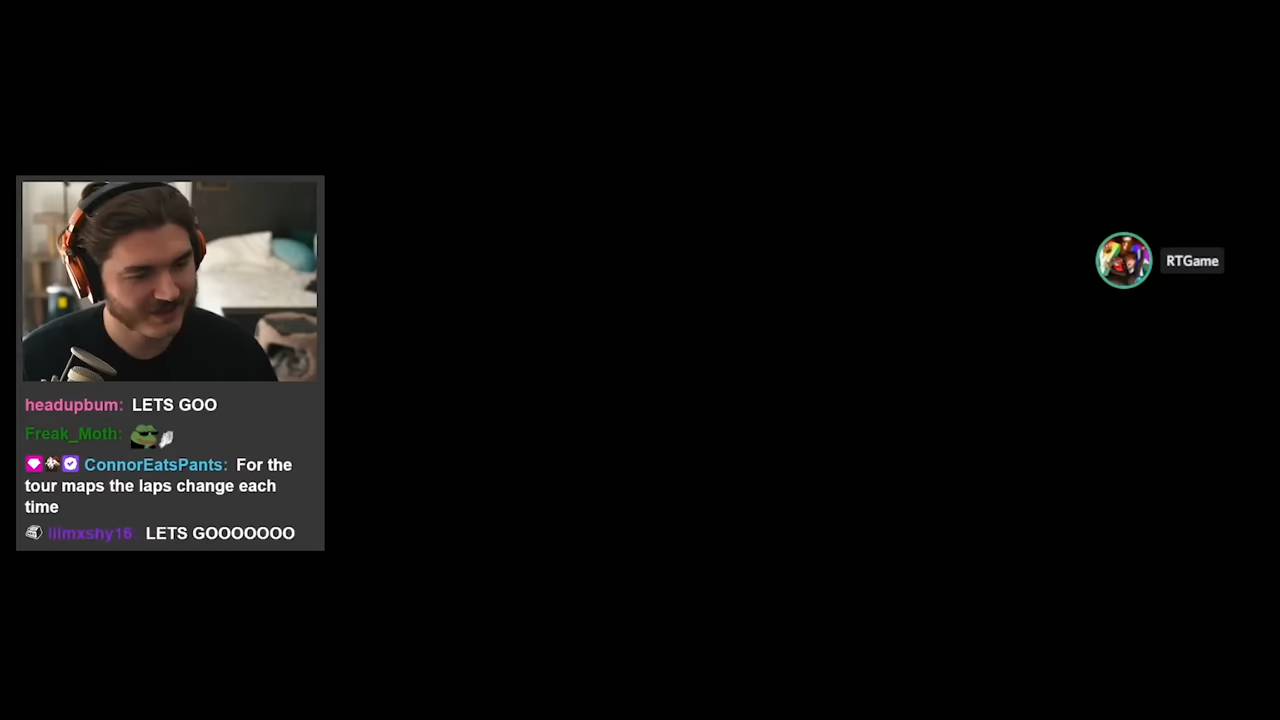 RTGame
headupbum: LETS GOO
Freak_Moth:
ConnorEatsPants: For the
tour maps the laps change each
time
LETS GOOOOOOO